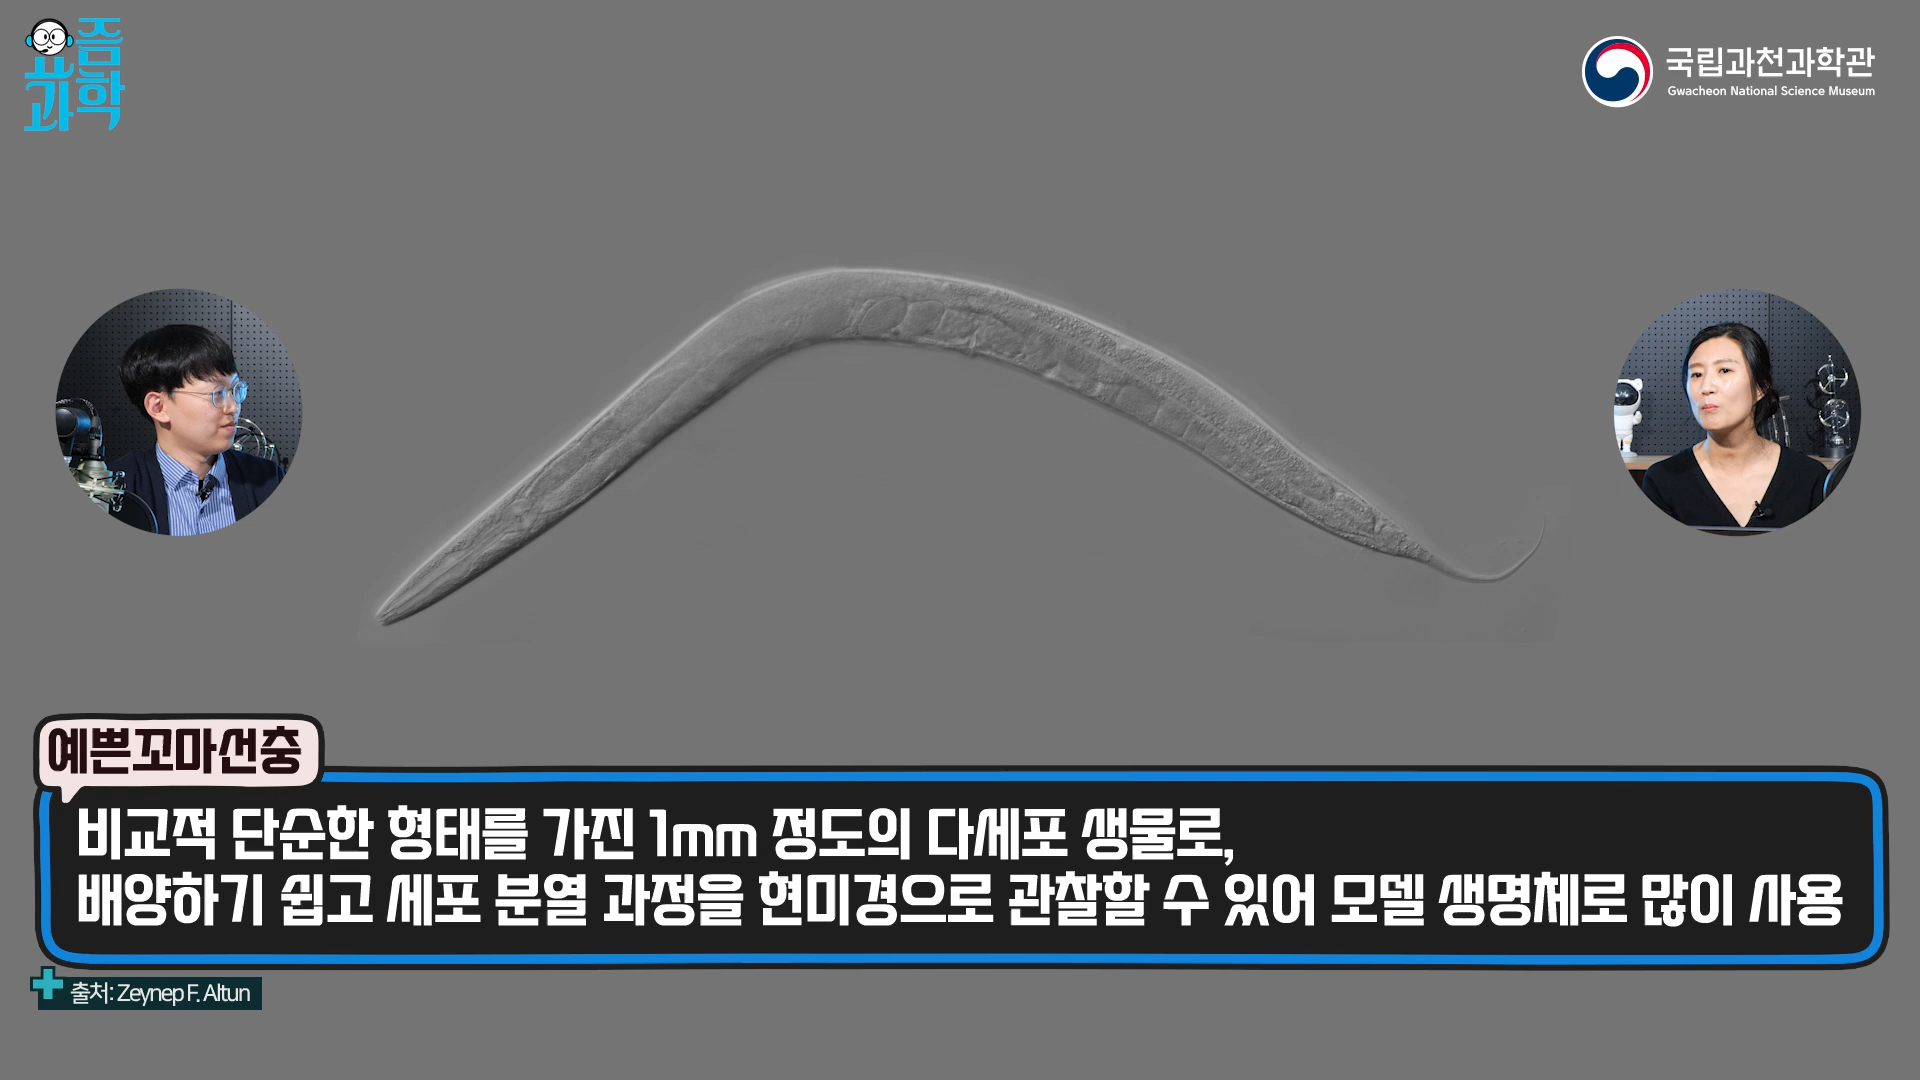 요즘
과학
국립과천과학관
Gwacheon National Science Museum
예쁜꼬마선충
비교적 단순한 형태를 가진 1mm 정도의 다세포 생물로,
배양하기 쉽고 세포 분열 과정을 현미경으로 관찰할 수 있어 모델 생명체로 많이 사용
출처: Zeynep F. Altun